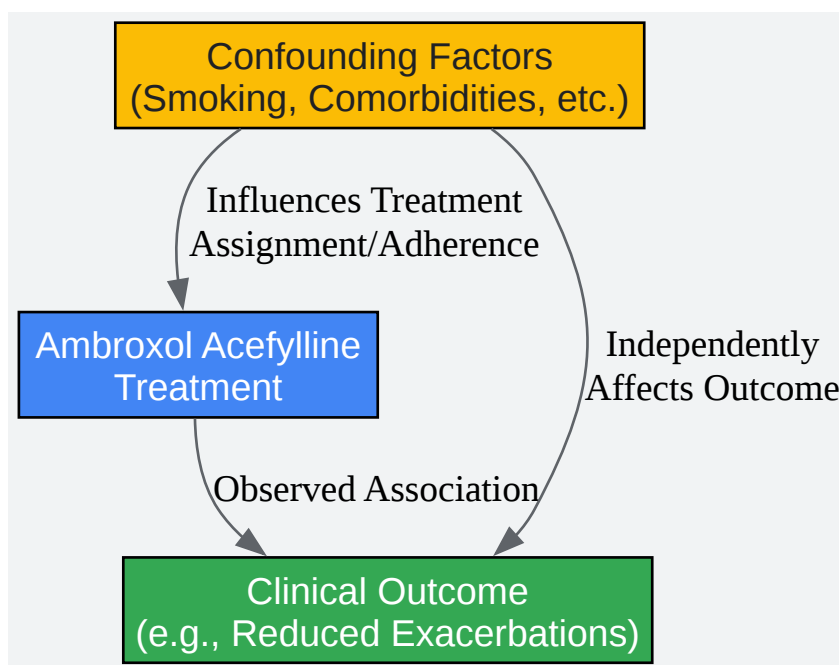 Confounding Factors
(Smoking, Comorbidities, etc.)
Influences Treatment
Assignment/Adherence
Ambroxol Acefylline
Treatment
Independently
Affects Outcome
Observed Association
Clinical Outcome
(e.g., Reduced Exacerbations)